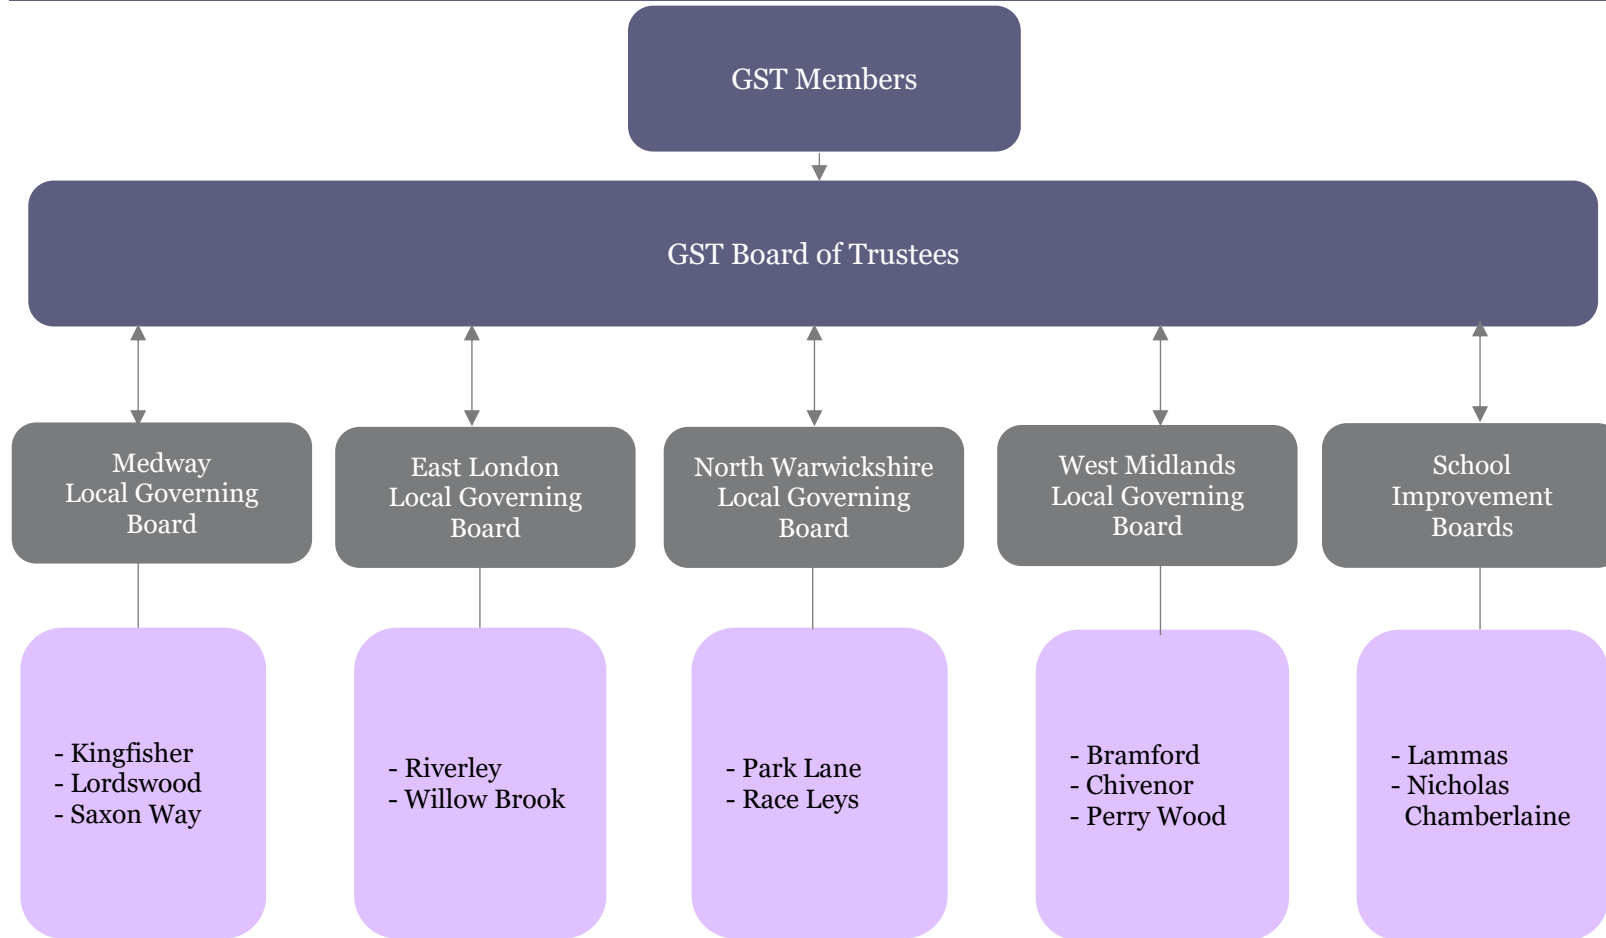 GST Members
GST Board of Trustees
Medway
Local Governing
Board
East London
Local Governing
Board
North Warwickshire
Local Governing
Board
West Midlands
Local Governing
Board
School
Improvement
Boards
- Kingfisher
- Lordswood
- Saxon Way
- Riverley
- Willow Brook
- Park Lane
- Race Leys
- Bramford
- Chivenor
- Perry Wood
- Lammas
- Nicholas
Chamberlaine